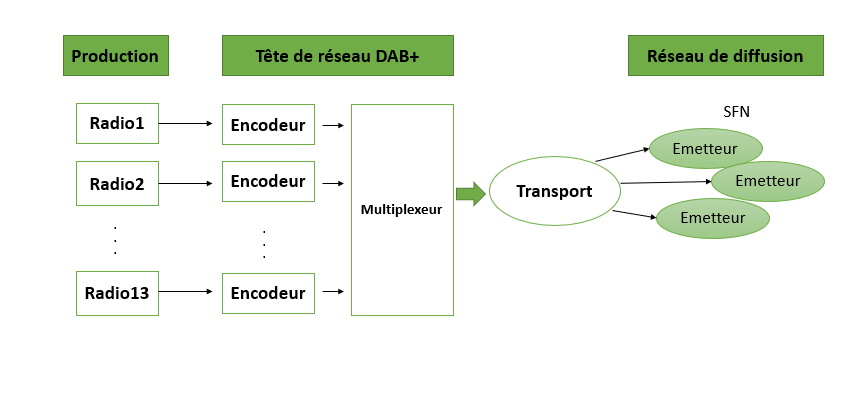 Production
Tête de réseau DAB+
Réseau de diffusion
SFN
Radio1
Encodeur
Radio2
Encodeur
.
.
.
.
.
.
Radio13
Encodeur
Multiplexeur
Transport
Emetteur
Emetteur
Emetteur